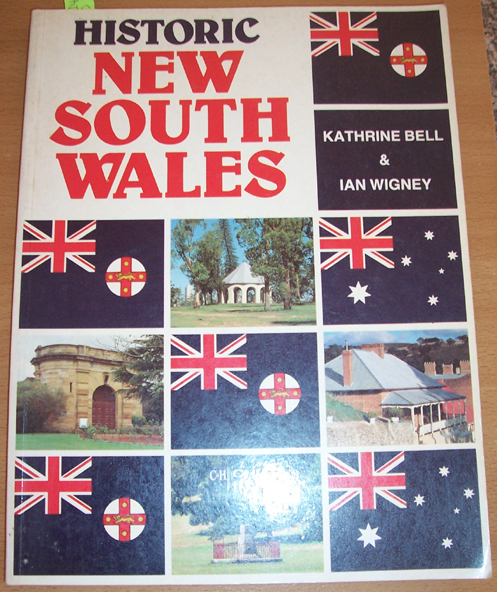 HISTORIC
NEW
SOUTH
WALES
KATHRINE BELL
&
IAN WIGNEY